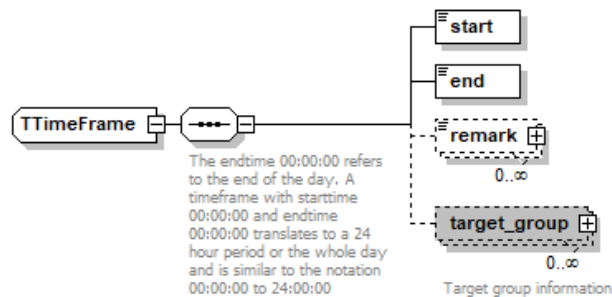 start
end
TTimeFrame
remark
0..∞
The endtime 00:00:00 refers
to the end of the day. A
timeframe with starttime
00:00:00 and endtime
00:00:00 translates to a 24
hour period or the whole day
and is similar to the notation
00:00:00 to 24:00:00
target_group
0..∞
Target group information